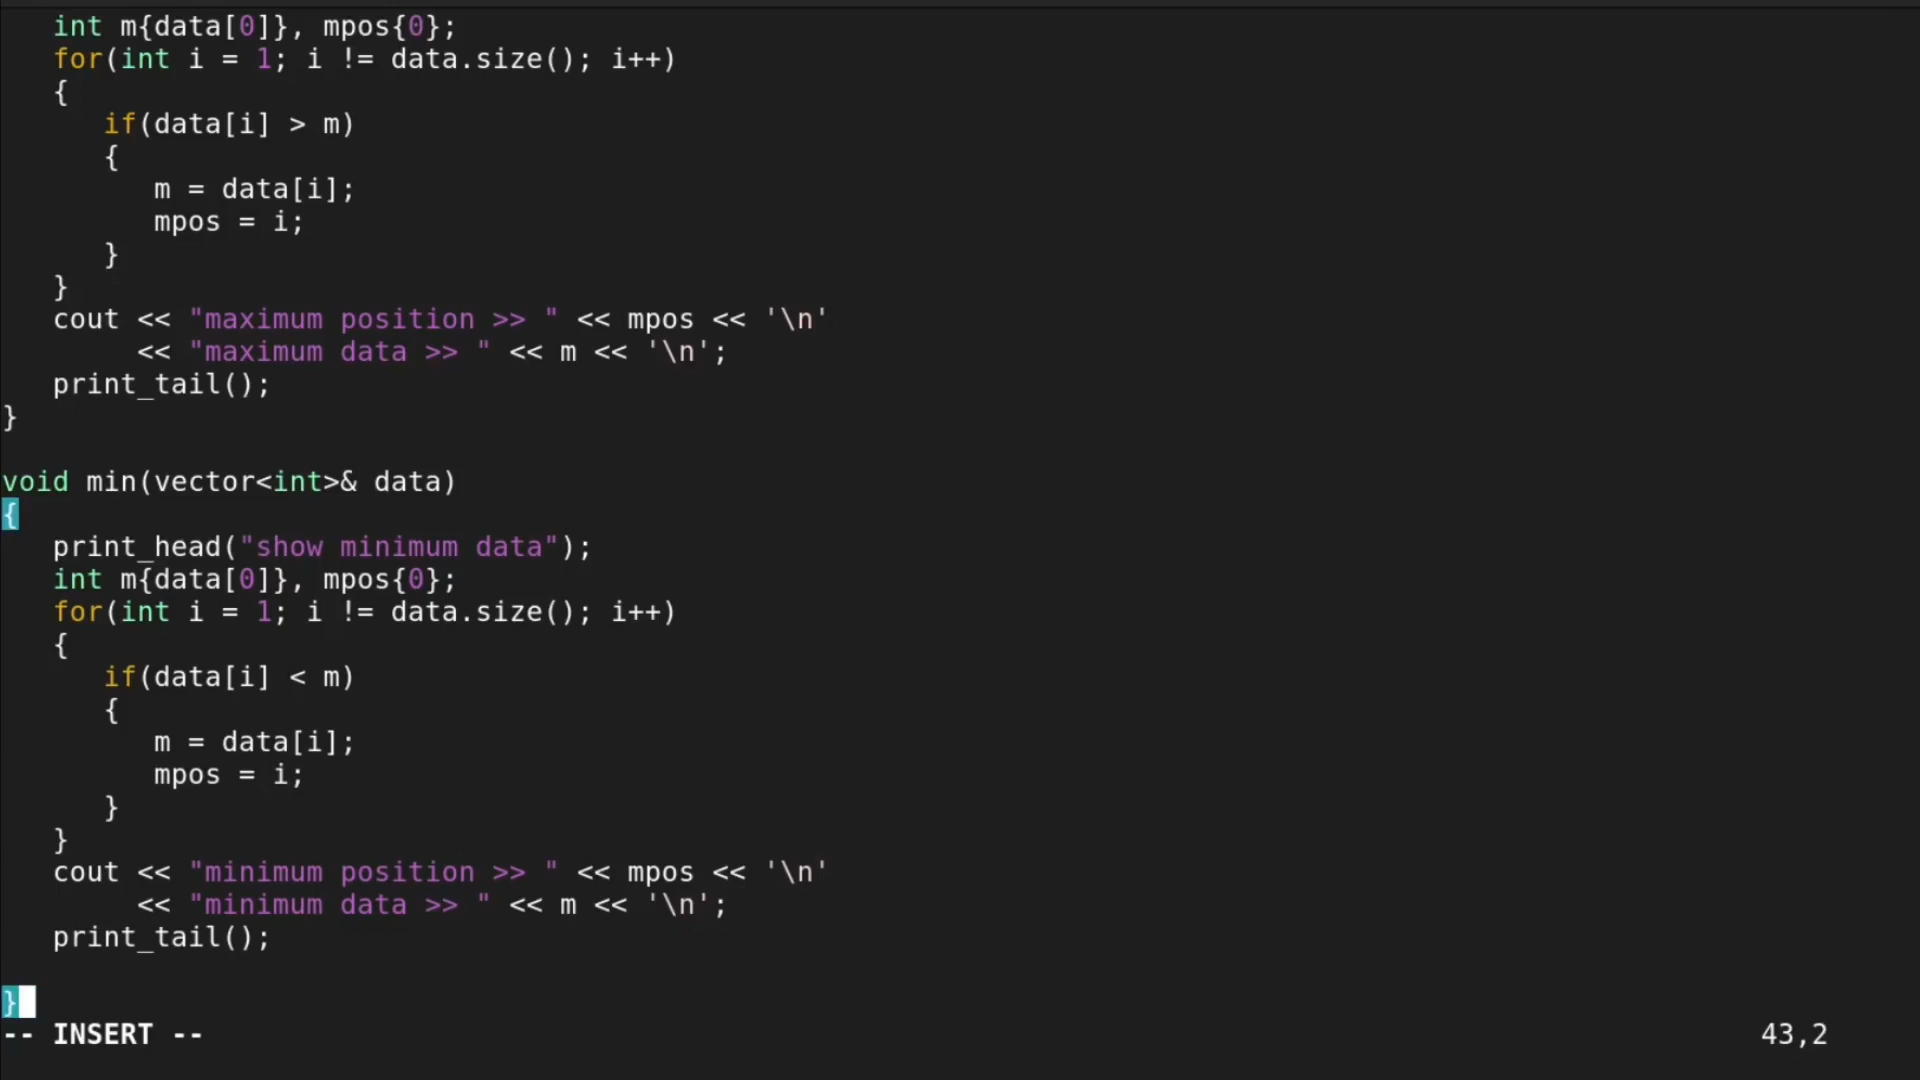 int m{data[0]}, mpos{0};
   for(int i = 1; i != data.size(); i++)
   {
      if(data[i] > m)
      {
         m = data[i];
         mpos = i;
      }
   }
   cout << "maximum position >> " << mpos << '\n'
        << "maximum data >> " << m << '\n';
   print_tail();
}

void min(vector<int>& data)
{
   print_head("show minimum data");
   int m{data[0]}, mpos{0};
   for(int i = 1; i != data.size(); i++)
   {
      if(data[i] < m)
      {
         m = data[i];
         mpos = i;
      }
   }
   cout << "minimum position >> " << mpos << '\n'
        << "minimum data >> " << m << '\n';
   print_tail();

}
-- INSERT -- 43,2